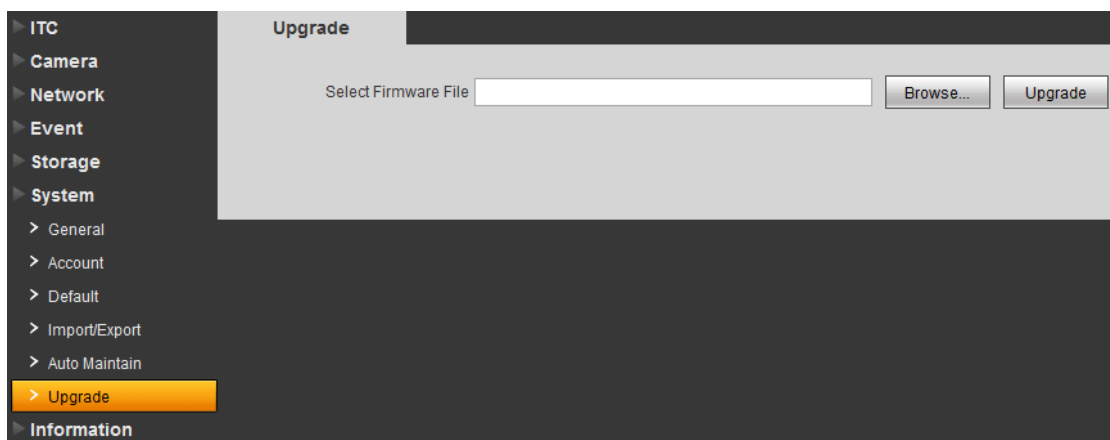 ITC
Camera
Network
Event
Storage
System
General
Account
Default
Import/Export
Auto Maintain
Upgrade
Information
Upgrade
Select Firmware File
Browse...
Upgrade